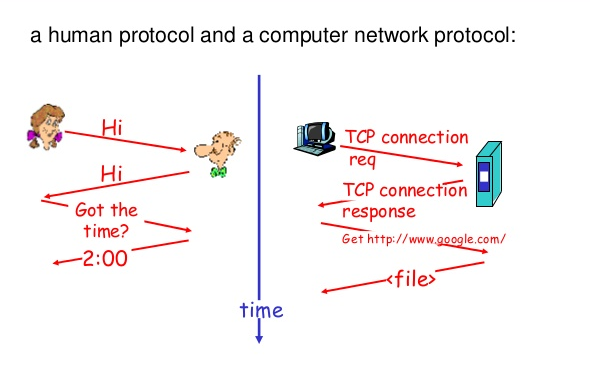 a human protocol and a computer network protocol:
Hi
Hi
Got the
time?
2:00
time
TCP connection
req
TCP connection
response
Get http://www.google.com/
<file>